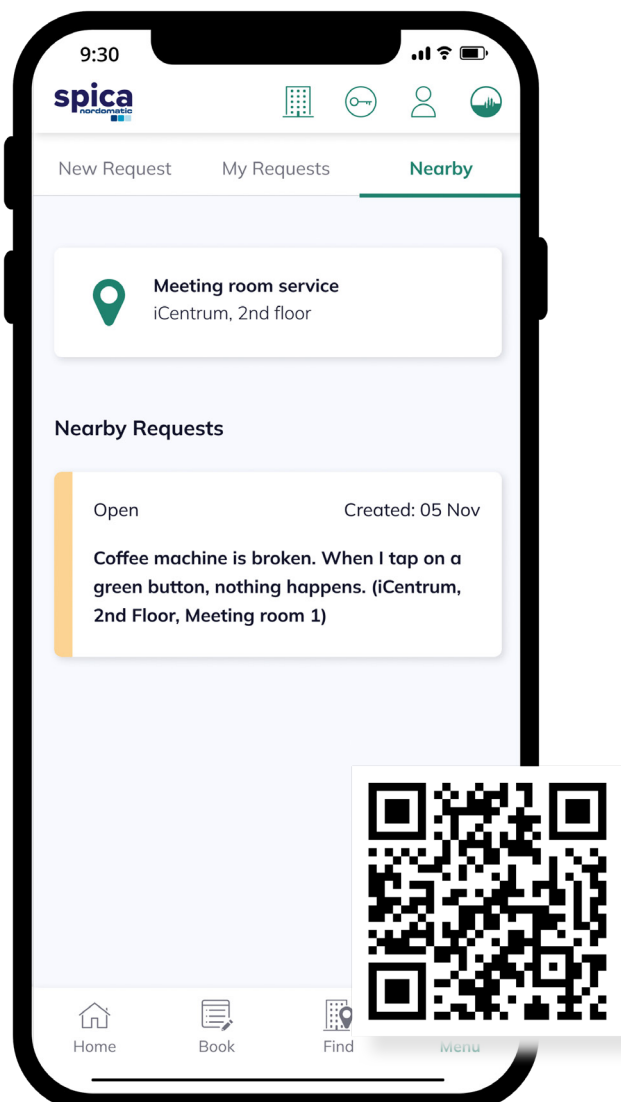 9:30
spica
nordomatic
New Request My Requests Nearby
Meeting room service
iCentrum, 2nd floor
Nearby Requests
Open Created: 05 Nov
Coffee machine is broken. When I tap on a
green button, nothing happens. (iCentrum,
2nd Floor, Meeting room 1)
Home Book Find Menu